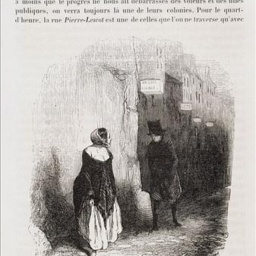 à moins que le progrès ne nous ait débarrassés des voleurs et des filles
publiques, on verra toujours là une de leurs colonies. Pour le quart-
d'heure, la rue Pierre-Lescot est une de celles que l'on ne traverse qu'avec